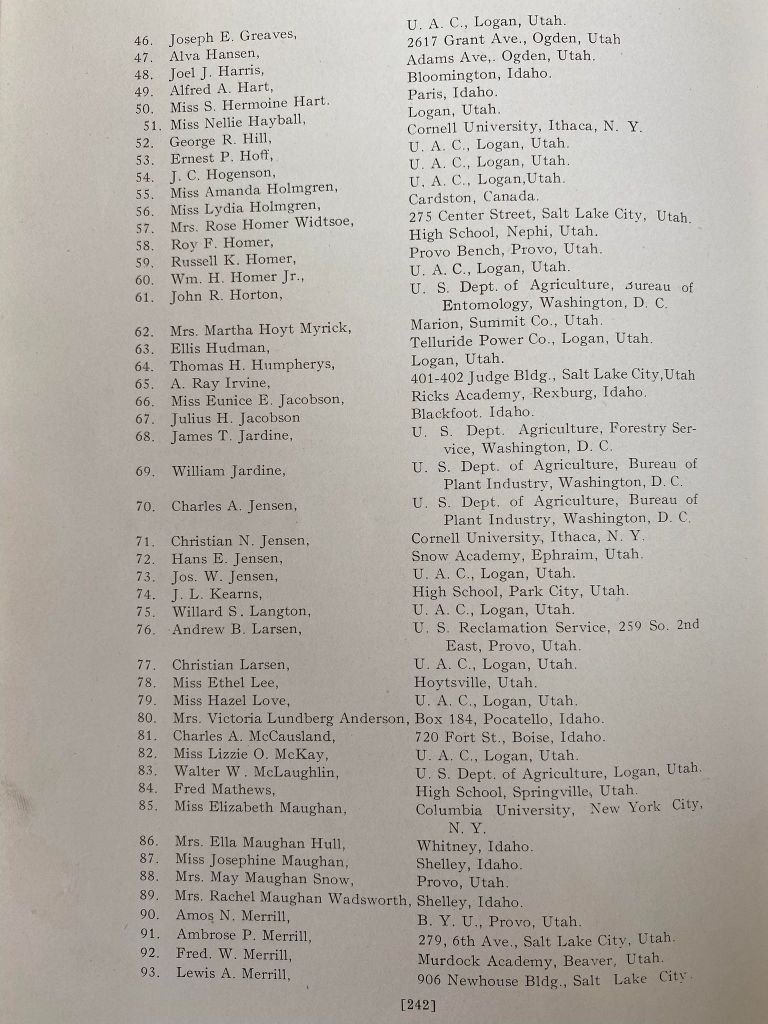 46. Joseph E. Greaves, U. A. C., Logan, Utah.
47. Alva Hansen, 2617 Grant Ave., Ogden, Utah
48. Joel J. Harris, Adams Ave,. Ogden, Utah.
49. Alfred A. Hart, Bloomington, Idaho.
50. Miss S. Hermoine Hart. Paris, Idaho.
51. Miss Nellie Hayball, Logan, Utah.
52. George R. Hill, Cornell University, Ithaca, N. Y.
53. Ernest P. Hoff, U. A. C., Logan, Utah.
54. J. C. Hogenson, U. A. C., Logan, Utah.
55. Miss Amanda Holmgren, U. A. C., Logan,Utah.
56. Miss Lydia Holmgren, Cardston, Canada.
57. Mrs. Rose Homer Widtsoe, 275 Center Street, Salt Lake City, Utah.
58. Roy F. Homer, High School, Nephi, Utah.
59. Russell K. Homer, Provo Bench, Provo, Utah.
60. Wm. H. Homer Jr., U. A. C., Logan, Utah.
61. John R. Horton, U. S. Dept. of Agriculture, Bureau of
Entomology, Washington, D. C.
62. Mrs. Martha Hoyt Myrick, Marion, Summit Co., Utah.
63. Ellis Hudman, Telluride Power Co., Logan, Utah.
64. Thomas H. Humpherys, Logan, Utah.
65. A. Ray Irvine, 401-402 Judge Bldg., Salt Lake City,Utah
66. Miss Eunice E. Jacobson, Ricks Academy, Rexburg, Idaho.
67. Julius H. Jacobson Blackfoot. Idaho.
68. James T. Jardine, U. S. Dept. Agriculture, Forestry Ser-
vice, Washington, D. C.
69. William Jardine, U. S. Dept. of Agriculture, Bureau of
Plant Industry, Washington, D. C.
70. Charles A. Jensen, U. S. Dept. of Agriculture, Bureau of
Plant Industry, Washington, D. C.
71. Christian N. Jensen, Cornell University, Ithaca, N. Y.
72. Hans E. Jensen, Snow Academy, Ephraim, Utah.
73. Jos. W. Jensen, U. A. C., Logan, Utah.
74. J. L. Kearns, High School, Park City, Utah.
75. Willard S. Langton, U. A. C., Logan, Utah.
76. Andrew B. Larsen, U. S. Reclamation Service, 259 So. 2nd
East, Provo, Utah.
77. Christian Larsen, U. A. C., Logan, Utah.
78. Miss Ethel Lee, Hoytsville, Utah.
79. Miss Hazel Love, U. A. C., Logan, Utah.
80. Mrs. Victoria Lundberg Anderson, Box 184, Pocatello, Idaho.
81. Charles A. McCausland, 720 Fort St., Boise, Idaho.
82. Miss Lizzie O. McKay, U. A. C., Logan, Utah.
83. Walter W. McLaughlin, U. S. Dept. of Agriculture, Logan, Utah.
84. Fred Mathews, High School, Springville, Utah.
85. Miss Elizabeth Maughan, Columbia University, New York City,
N. Y.
86. Mrs. Ella Maughan Hull, Whitney, Idaho.
87. Miss Josephine Maughan, Shelley, Idaho.
88. Mrs. May Maughan Snow, Provo, Utah.
89. Mrs. Rachel Maughan Wadsworth, Shelley, Idaho.
90. Amos N. Merrill, B. Y. U., Provo, Utah.
91. Ambrose P. Merrill, 279, 6th Ave., Salt Lake City, Utah.
92. Fred. W. Merrill, Murdock Academy, Beaver, Utah.
93. Lewis A. Merrill, 906 Newhouse Bldg., Salt Lake City.
[242]